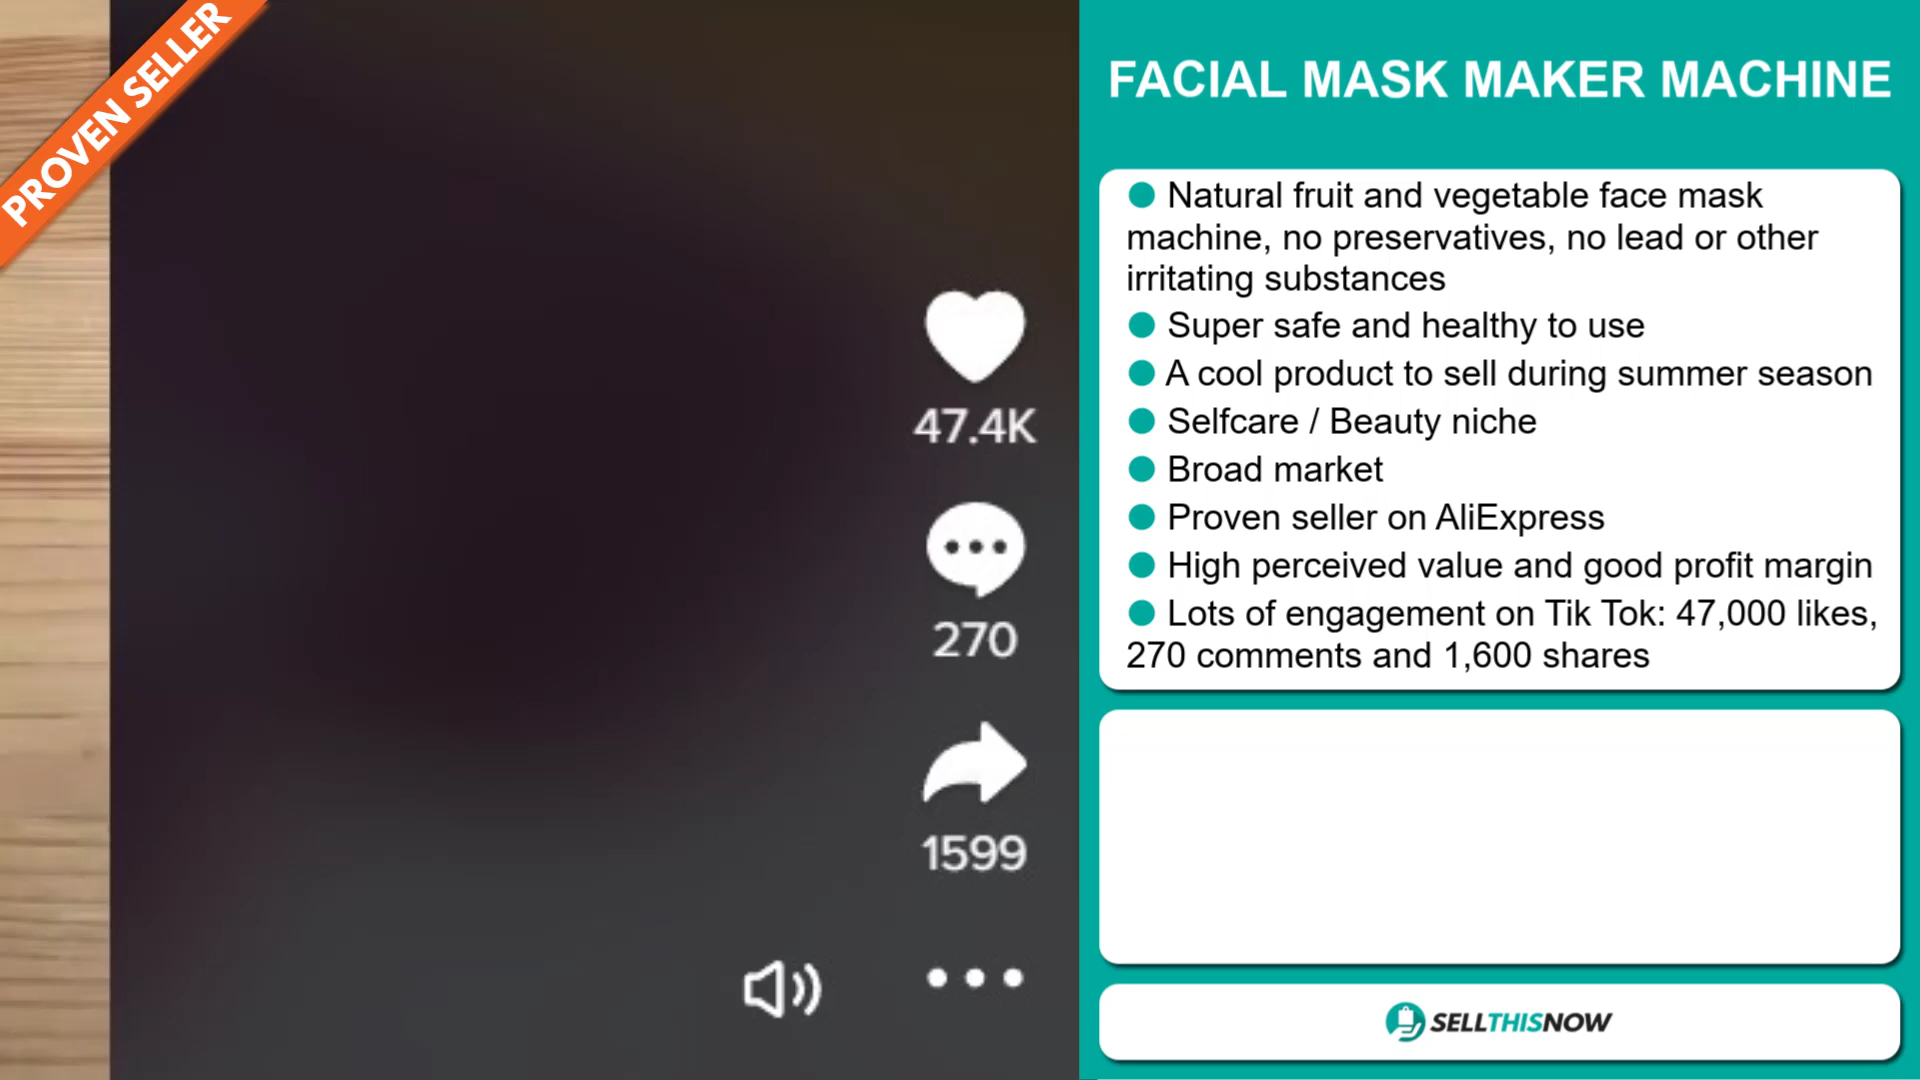 PROVEN SELLER
47.4K
270
1599
FACIAL MASK MAKER MACHINE
Natural fruit and vegetable face mask
machine, no preservatives, no lead or other
irritating substances
Super safe and healthy to use
A cool product to sell during summer season
Selfcare / Beauty niche
Broad market
Proven seller on AliExpress
High perceived value and good profit margin
Lots of engagement on Tik Tok: 47,000 likes,
270 comments and 1,600 shares
SELLTHISNOW